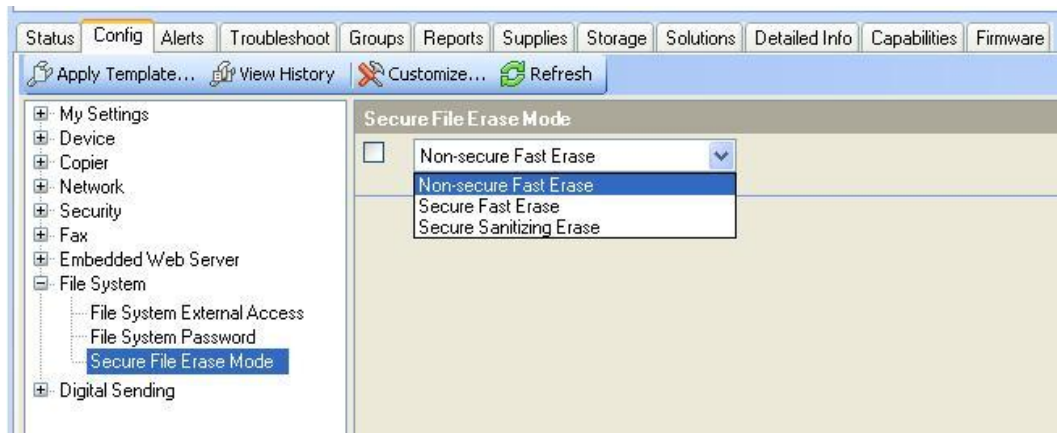 Status Config Alerts Troubleshoot Groups Reports Supplies Storage Solutions Detailed Info Capabilities Firmware
Apply Template... View History Customize... Refresh
My Settings
Device
Copier
Network
Security
Fax
Embedded Web Server
File System
File System External Access
File System Password
Secure File Erase Mode
Digital Sending
Secure File Erase Mode
Non-secure Fast Erase
Non-secure Fast Erase
Secure Fast Erase
Secure Sanitizing Erase